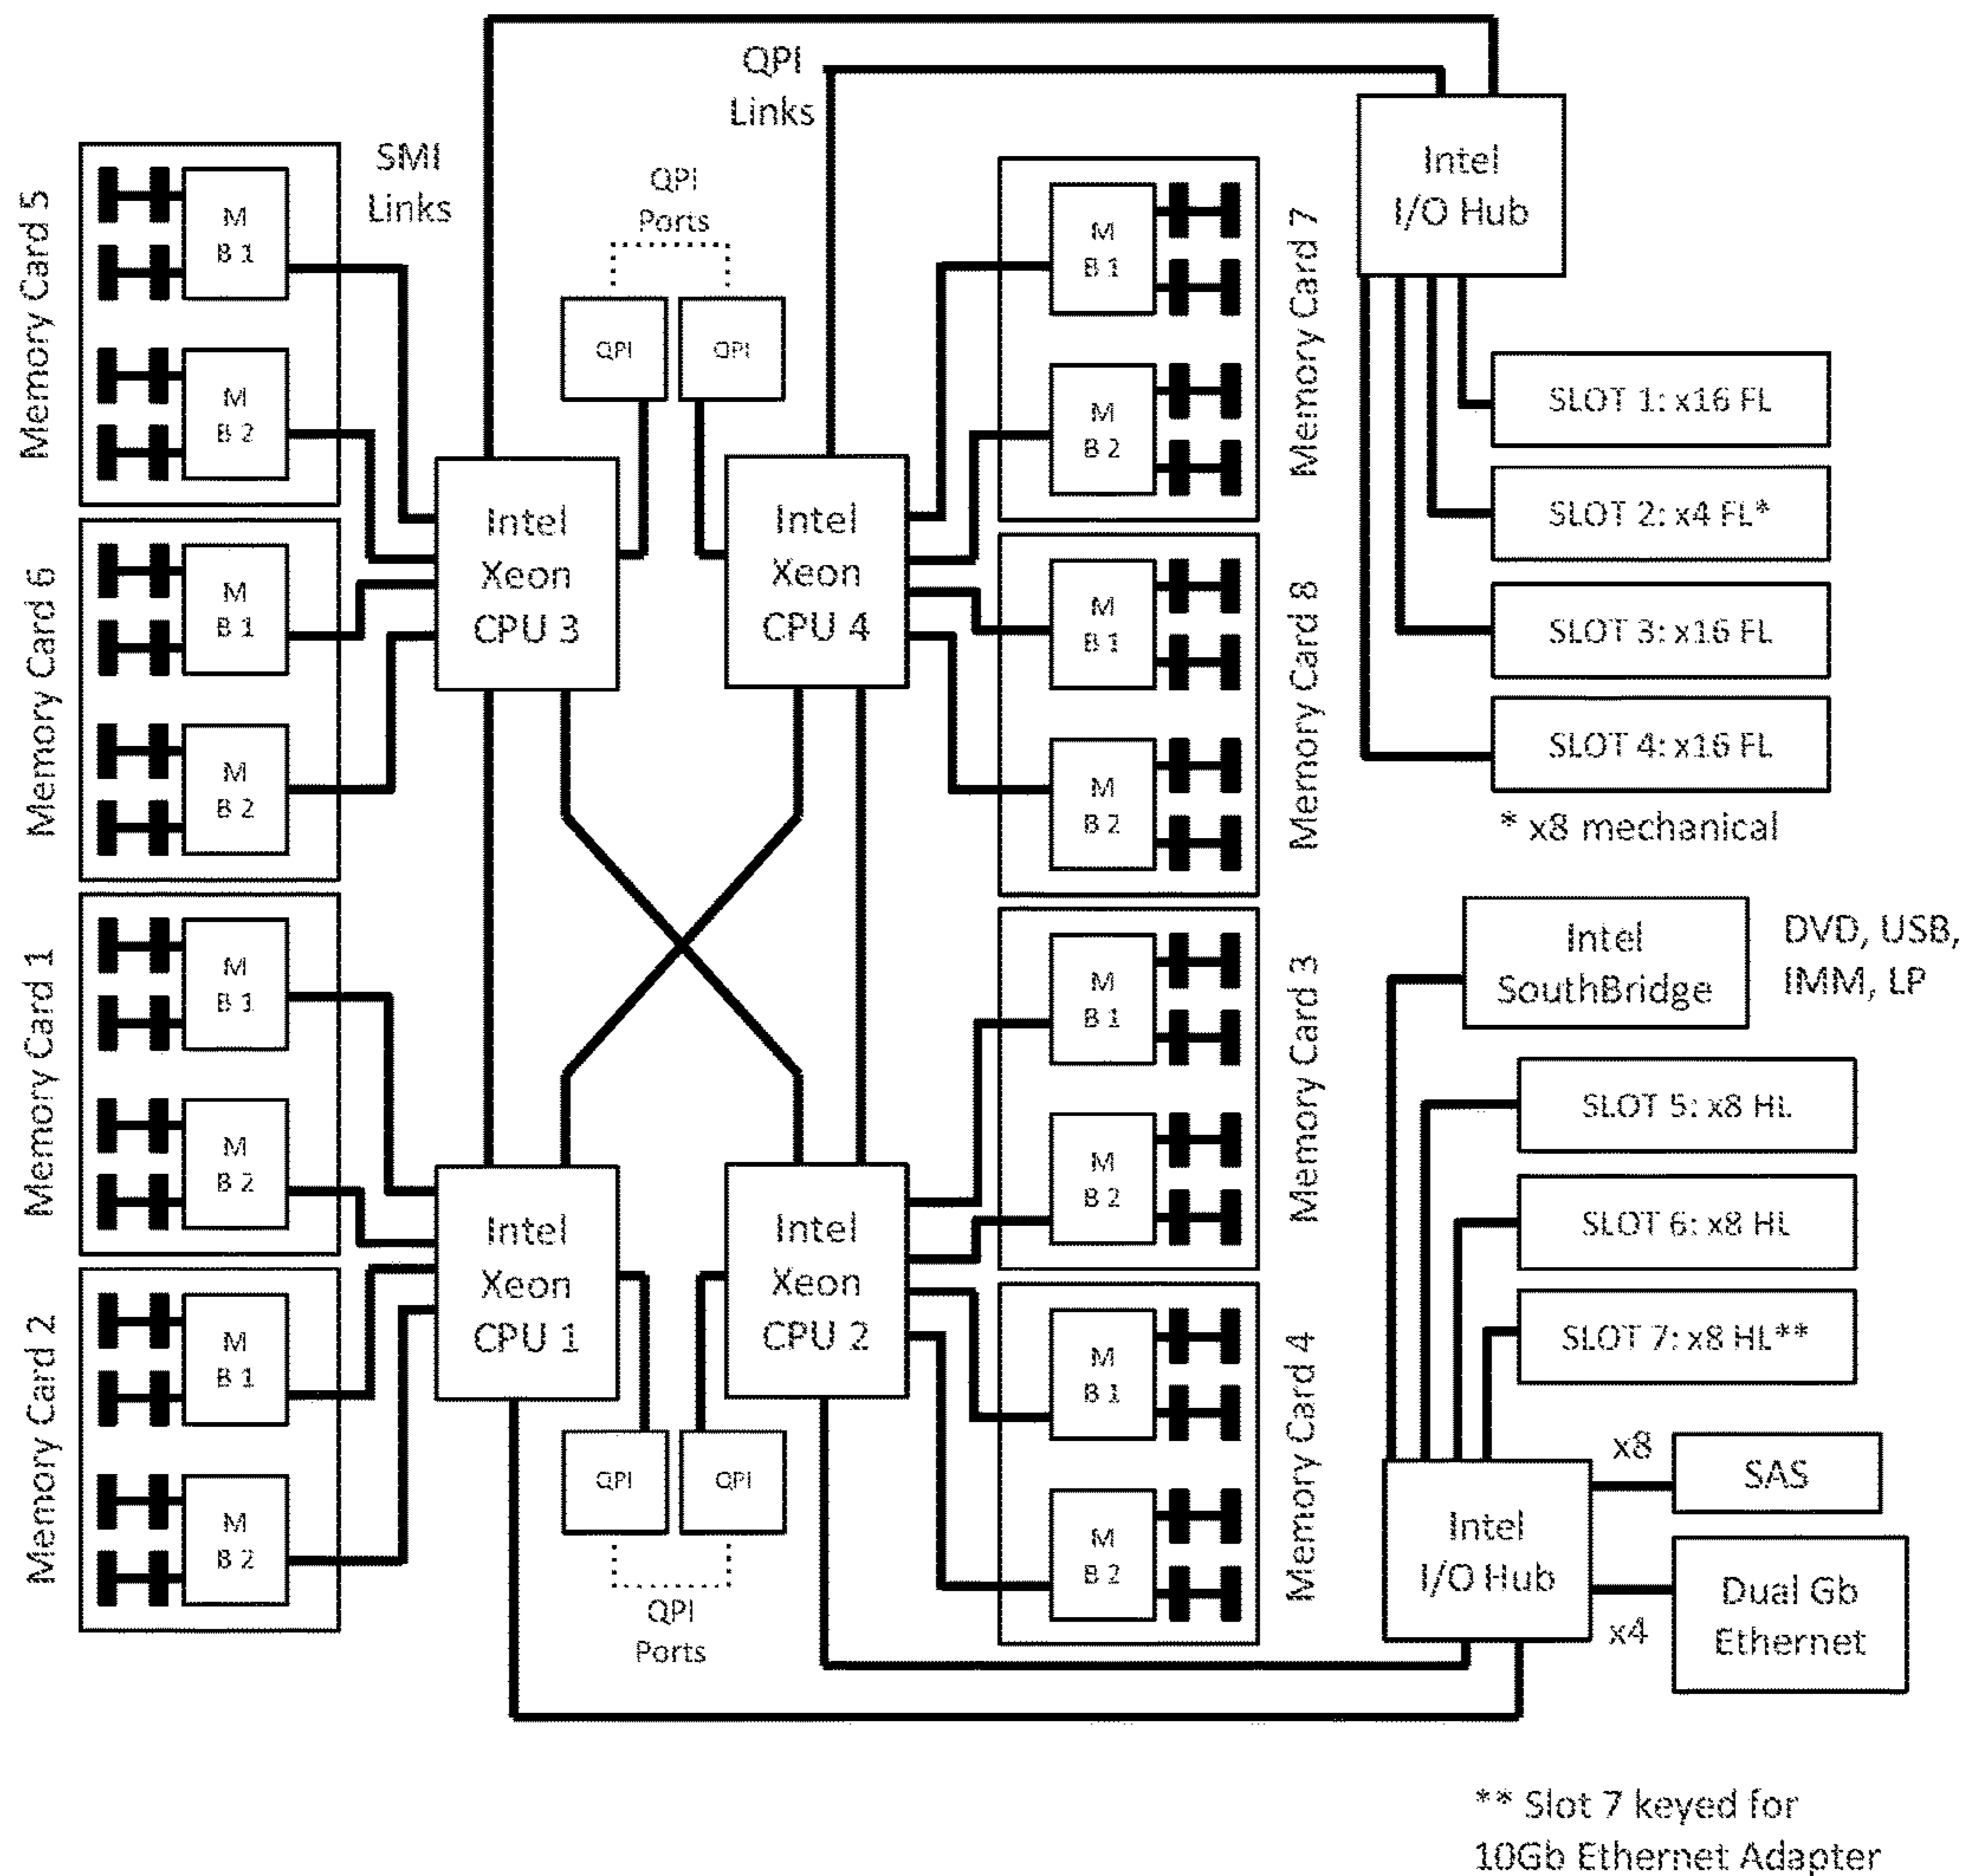 QPI
Links
SMI
Links
QPI
Ports
Intel
I/O Hub
Memory Card 5
M
B 1
M
B 2
QPI
QPI
M
B 1
M
B 2
Memory Card 7
SLOT 1: x16 FL
SLOT 2: x4 FL*
SLOT 3: x16 FL
SLOT 4: x16 FL
* x8 mechanical
Intel
Xeon
CPU 3
Intel
Xeon
CPU 4
Memory Card 6
M
B 1
M
B 2
M
B 1
M
B 2
Memory Card 8
Memory Card 1
M
B 1
M
B 2
M
B 1
M
B 2
Memory Card 3
Intel
SouthBridge
DVD, USB,
IMM, LP
SLOT 5: x8 HL
SLOT 6: x8 HL
SLOT 7: x8 HL**
Intel
Xeon
CPU 1
Intel
Xeon
CPU 2
Memory Card 2
M
B 1
M
B 2
QPI
QPI
QPI
Ports
M
B 1
M
B 2
Memory Card 4
x8
SAS
Intel
I/O Hub
x4
Dual Gb
Ethernet
** Slot 7 keyed for
10Gb Ethernet Adapter